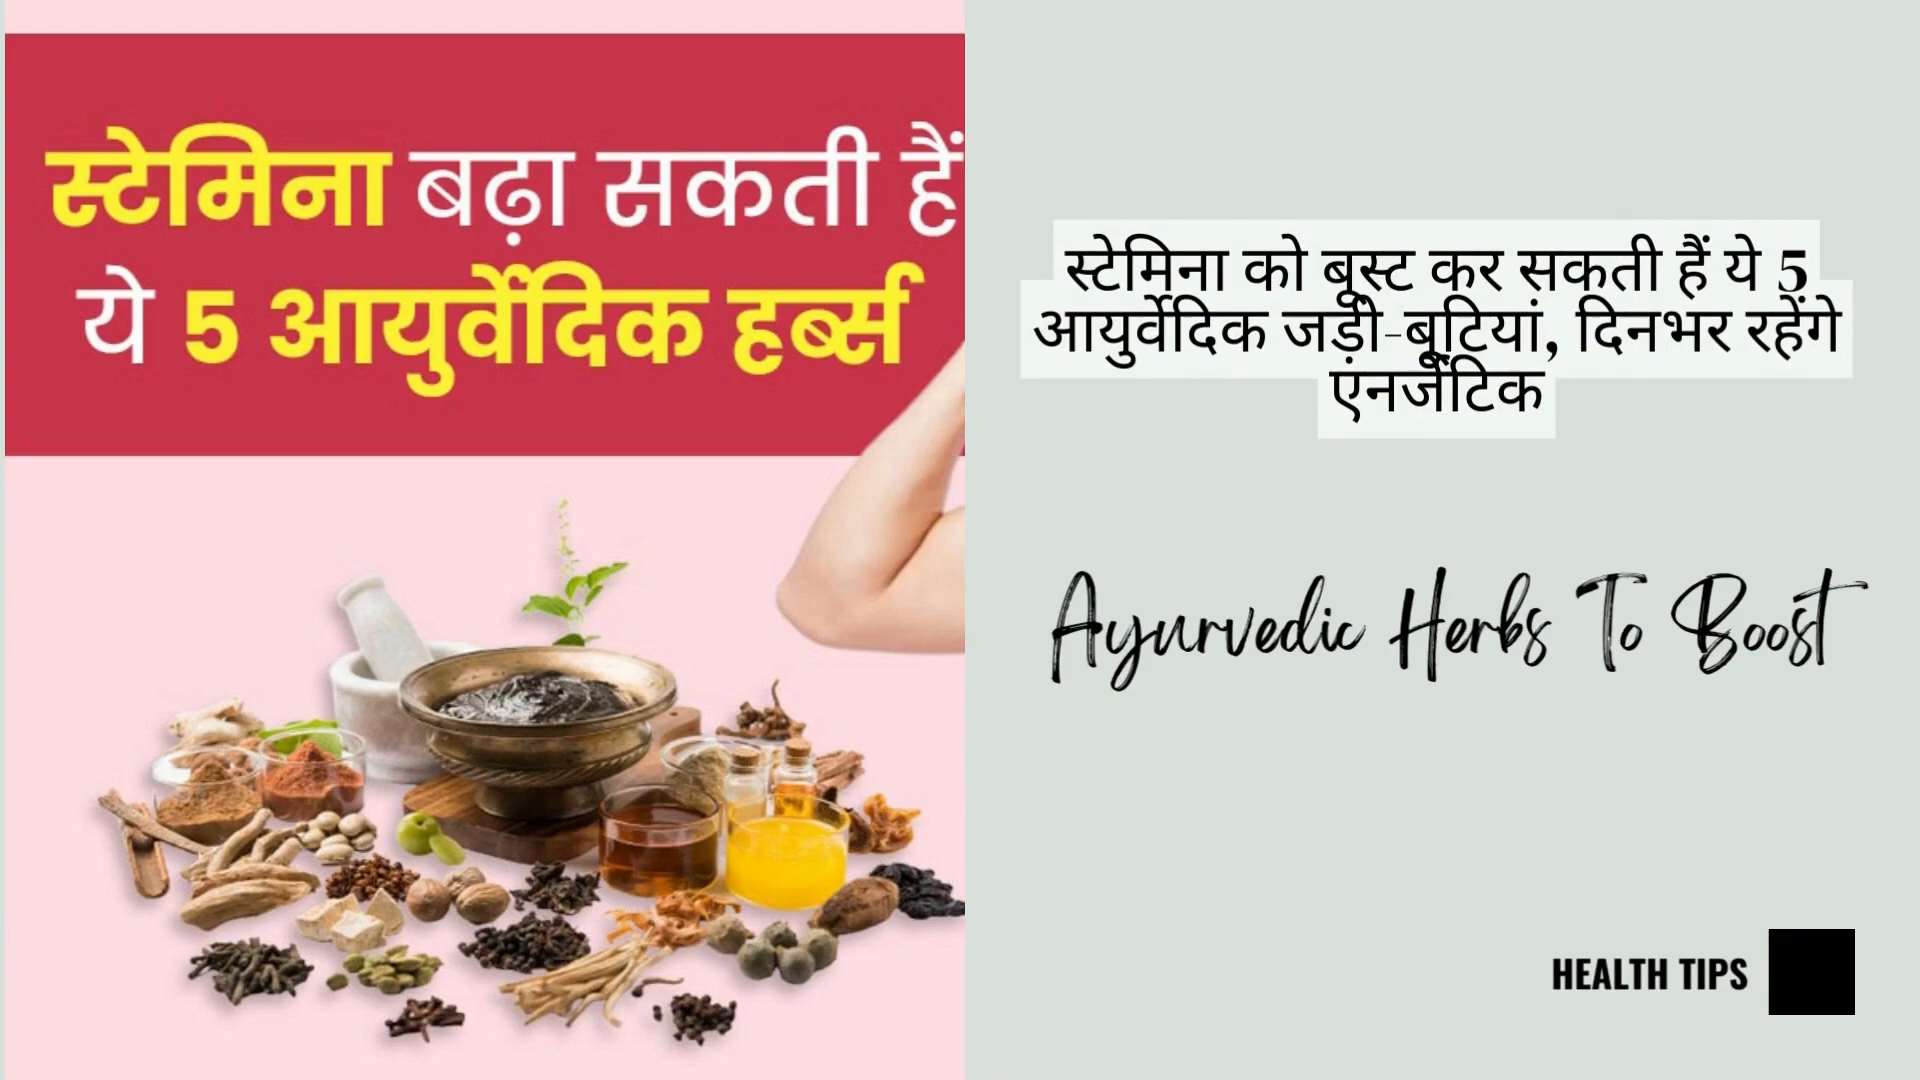 स्टेमिना बढ़ा सकती हैं
ये 5 आयुर्वेदिक हर्ब्स
स्टेमिना को बूस्ट कर सकती हैं ये 5
आयुर्वेदिक जड़ी-बूटियां, दिनभर रहेंगे
एनर्जेटिक
Ayurvedic Herbs To Boost
HEALTH TIPS